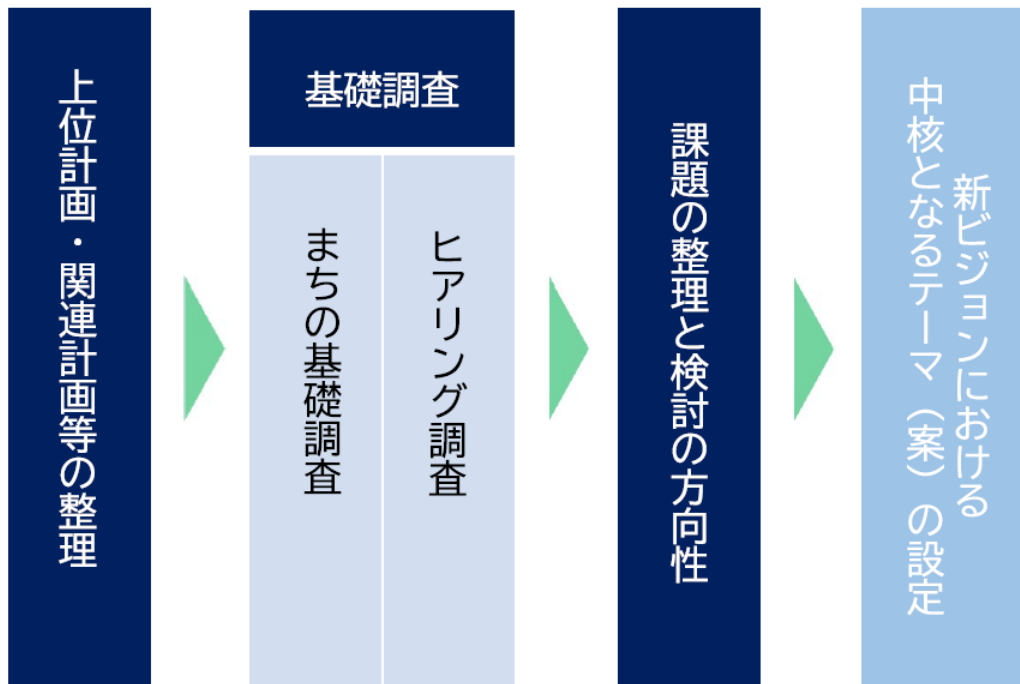 上位計画・関連計画等の整理
基礎調査
まちの基礎調査
ヒアリング調査
課題の整理と検討の方向性
新ビジョンにおける
中核となるテーマ（案）の設定